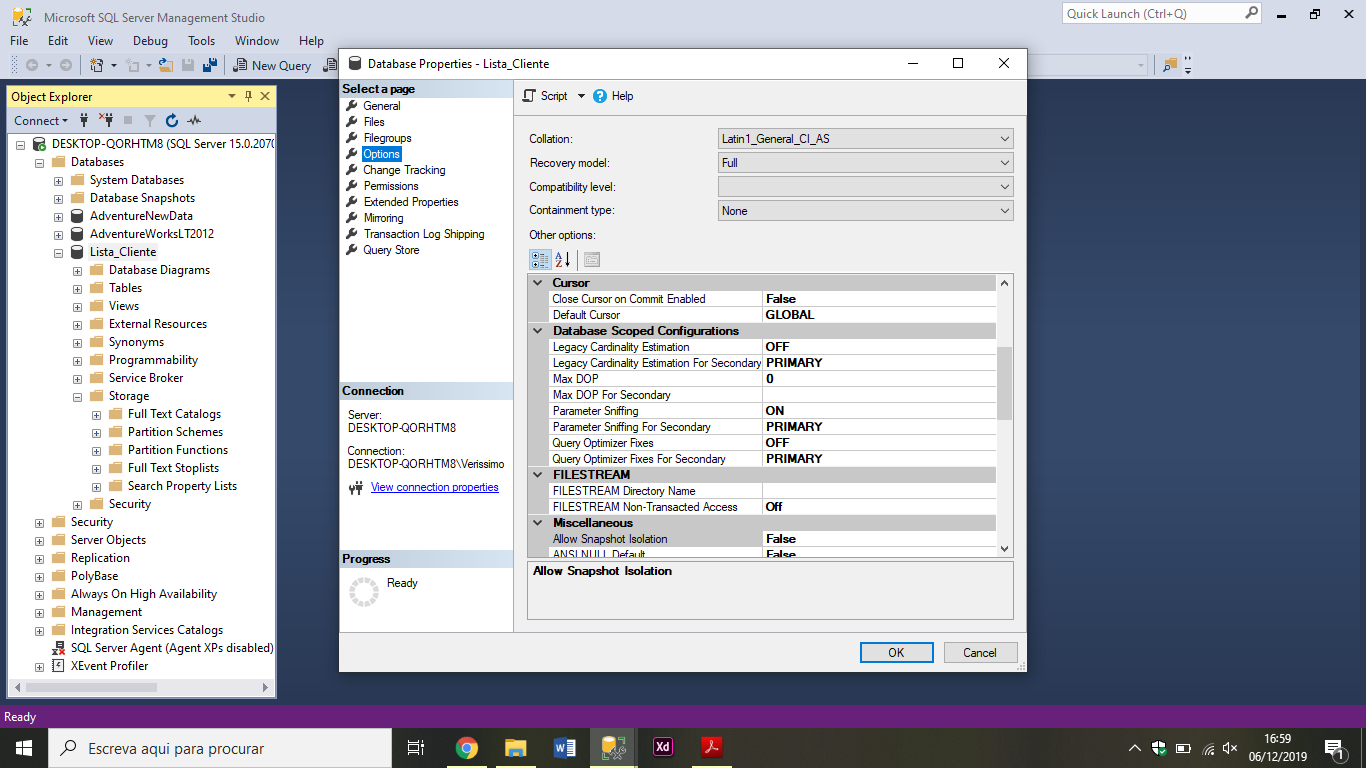 Microsoft SQL Server Management Studio
Quick Launch (Ctrl+Q)
File Edit View Debug Tools Window Help
New Query
Object Explorer
Connect
DESKTOP-QORHTM8 (SQL Server 15.0.2070
Databases
System Databases
Database Snapshots
AdventureNewData
AdventureWorksLT2012
Lista_Cliente
Database Diagrams
Tables
Views
External Resources
Synonyms
Programmability
Service Broker
Storage
Full Text Catalogs
Partition Schemes
Partition Functions
Full Text Stoplists
Search Property Lists
Security
Security
Server Objects
Replication
PolyBase
Always On High Availability
Management
Integration Services Catalogs
SQL Server Agent (Agent XPs disabled)
XEvent Profiler
Database Properties - Lista_Cliente
Select a page
General
Files
Filegroups
Options
Change Tracking
Permissions
Extended Properties
Mirroring
Transaction Log Shipping
Query Store
Connection
Server:
DESKTOP-QORHTM8
Connection:
DESKTOP-QORHTM8\Verissimo
View connection properties
Progress
Ready
Script Help
Collation: Latin1_General_CI_AS
Recovery model: Full
Compatibility level:
Containment type: None
Other options:
Cursor
Close Cursor on Commit Enabled False
Default Cursor GLOBAL
Database Scoped Configurations
Legacy Cardinality Estimation OFF
Legacy Cardinality Estimation For Secondary PRIMARY
Max DOP 0
Max DOP For Secondary
Parameter Sniffing ON
Parameter Sniffing For Secondary PRIMARY
Query Optimizer Fixes OFF
Query Optimizer Fixes For Secondary PRIMARY
FILESTREAM
FILESTREAM Directory Name
FILESTREAM Non-Transacted Access Off
Miscellaneous
Allow Snapshot Isolation False
ANSI NULL Default False
Allow Snapshot Isolation
OK Cancel
Ready
Escreva aqui para procurar
Xd
16:59
06/12/2019
1